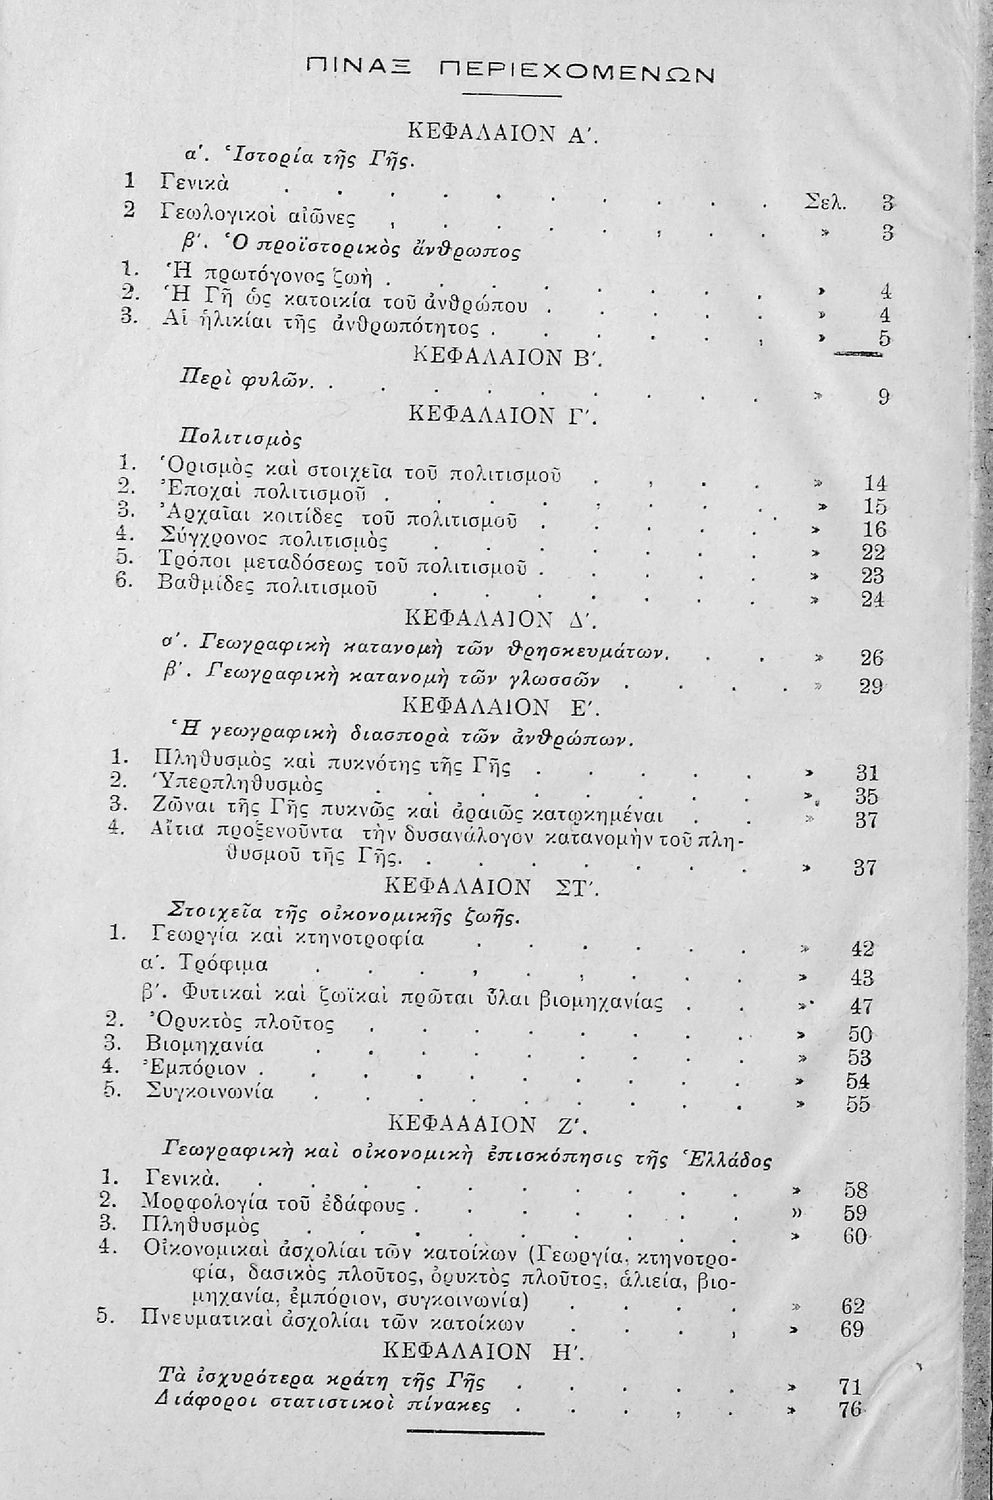 ΠΙΝΑΞ ΠΕΡΙΕΧΟΜΕΝΩΝ
ΚΕΦΑΛΑΙΟΝ Α΄.
α΄. Ἱστορία τῆς Γῆς.
1 Γενικὰ . . . . . . . . . . Σελ. 3
2 Γεωλογικοὶ αἰῶνες , . . . . . . . » 3
β΄. Ὁ προϊστορικὸς ἄνθρωπος
1. Ἡ πρωτόγονος ζωὴ . . . . . . . . » 4
2. Ἡ Γῆ ὡς κατοικία τοῦ ἀνθρώπου . . . . . » 4
3. Αἱ ἡλικίαι τῆς ἀνθρωπότητος . . . . . , » 5
ΚΕΦΑΛΑΙΟΝ Β΄.
Περὶ φυλῶν. . . . . . . . . . » 9
ΚΕΦΑΛΑΙΟΝ Γ΄.
Πολιτισμὸς
1. Ὁρισμὸς καὶ στοιχεῖα τοῦ πολιτισμοῦ . , . . » 14
2. Ἐποχαὶ πολιτισμοῦ . . . . . . . . » 15
3. Ἀρχαῖαι κοιτίδες τοῦ πολιτισμοῦ . . . . . » 16
4. Σύγχρονος πολιτισμὸς . . . . . . . » 22
5. Τρόποι μεταδόσεως τοῦ πολιτισμοῦ . . . . . » 23
6. Βαθμίδες πολιτισμοῦ . . . . . . . » 24
ΚΕΦΑΛΑΙΟΝ Δ΄.
α΄. Γεωγραφικὴ κατανομὴ τῶν θρησκευμάτων. . . » 26
β΄. Γεωγραφικὴ κατανομὴ τῶν γλωσσῶν . . . . » 29
ΚΕΦΑΛΑΙΟΝ Ε΄.
Ἡ γεωγραφικὴ διασπορὰ τῶν ἀνθρώπων.
1. Πληθυσμὸς καὶ πυκνότης τῆς Γῆς . . . . . » 31
2. Ὑπερπληθυσμὸς . . . . . . . . » 35
3. Ζῶναι τῆς Γῆς πυκνῶς καὶ ἀραιῶς κατῳκημέναι . . » 37
4. Αἴτια προξενοῦντα τὴν δυσανάλογον κατανομὴν τοῦ πλη-
θυσμοῦ τῆς Γῆς. . . . . . . . » 37
ΚΕΦΑΛΑΙΟΝ ΣΤ΄.
Στοιχεῖα τῆς οἰκονομικῆς ζωῆς.
1. Γεωργία καὶ κτηνοτροφία . . . . . . » 42
α΄. Τρόφιμα . . . , . , . . . » 43
β΄. Φυτικαὶ καὶ ζωϊκαὶ πρῶται ὗλαι βιομηχανίας . . » 47
2. Ὀρυκτὸς πλοῦτος . . . . . . . . » 50
3. Βιομηχανία . . . . . . . . . » 53
4. Ἐμπόριον . . . . . . . . . . » 54
5. Συγκοινωνία . . . . . . . . . » 55
ΚΕΦΑΛΑΙΟΝ Ζ΄.
Γεωγραφικὴ καὶ οἰκονομικὴ ἐπισκόπησις τῆς Ἑλλάδος
1. Γενικὰ. . . . . . . . . . . » 58
2. Μορφολογία τοῦ ἐδάφους . . . . . . . » 59
3. Πληθυσμὸς . . . . . . . . . » 60
4. Οἰκονομικαὶ ἀσχολίαι τῶν κατοίκων (Γεωργία, κτηνοτρο-
φία, δασικὸς πλοῦτος, ὀρυκτὸς πλοῦτος, ἁλιεία, βιο-
μηχανία, ἐμπόριον, συγκοινωνία) . . . . » 62
5. Πνευματικαὶ ἀσχολίαι τῶν κατοίκων . . . , » 69
ΚΕΦΑΛΑΙΟΝ Η΄.
Τὰ ἰσχυρότερα κράτη τῆς Γῆς . . . . . » 71
Διάφοροι στατιστικοὶ πίνακες . . . , . » 76